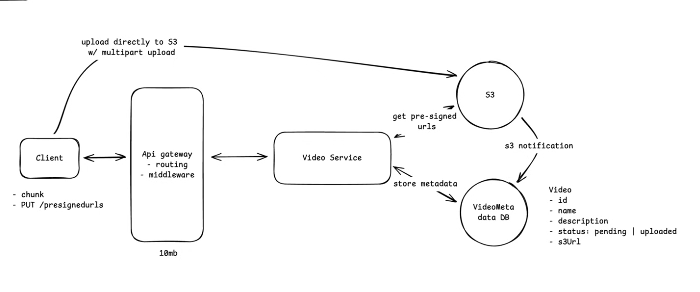 upload directly to S3
w/ multipart upload
S3
get pre-signed
urls
s3 notification
Client
Api gateway
- routing
- middleware
Video Service
store metadata
- chunk
- PUT /presignedurls
VideoMeta
data DB
Video
- id
- name
- description
- status: pending | uploaded
- s3Url
10mb